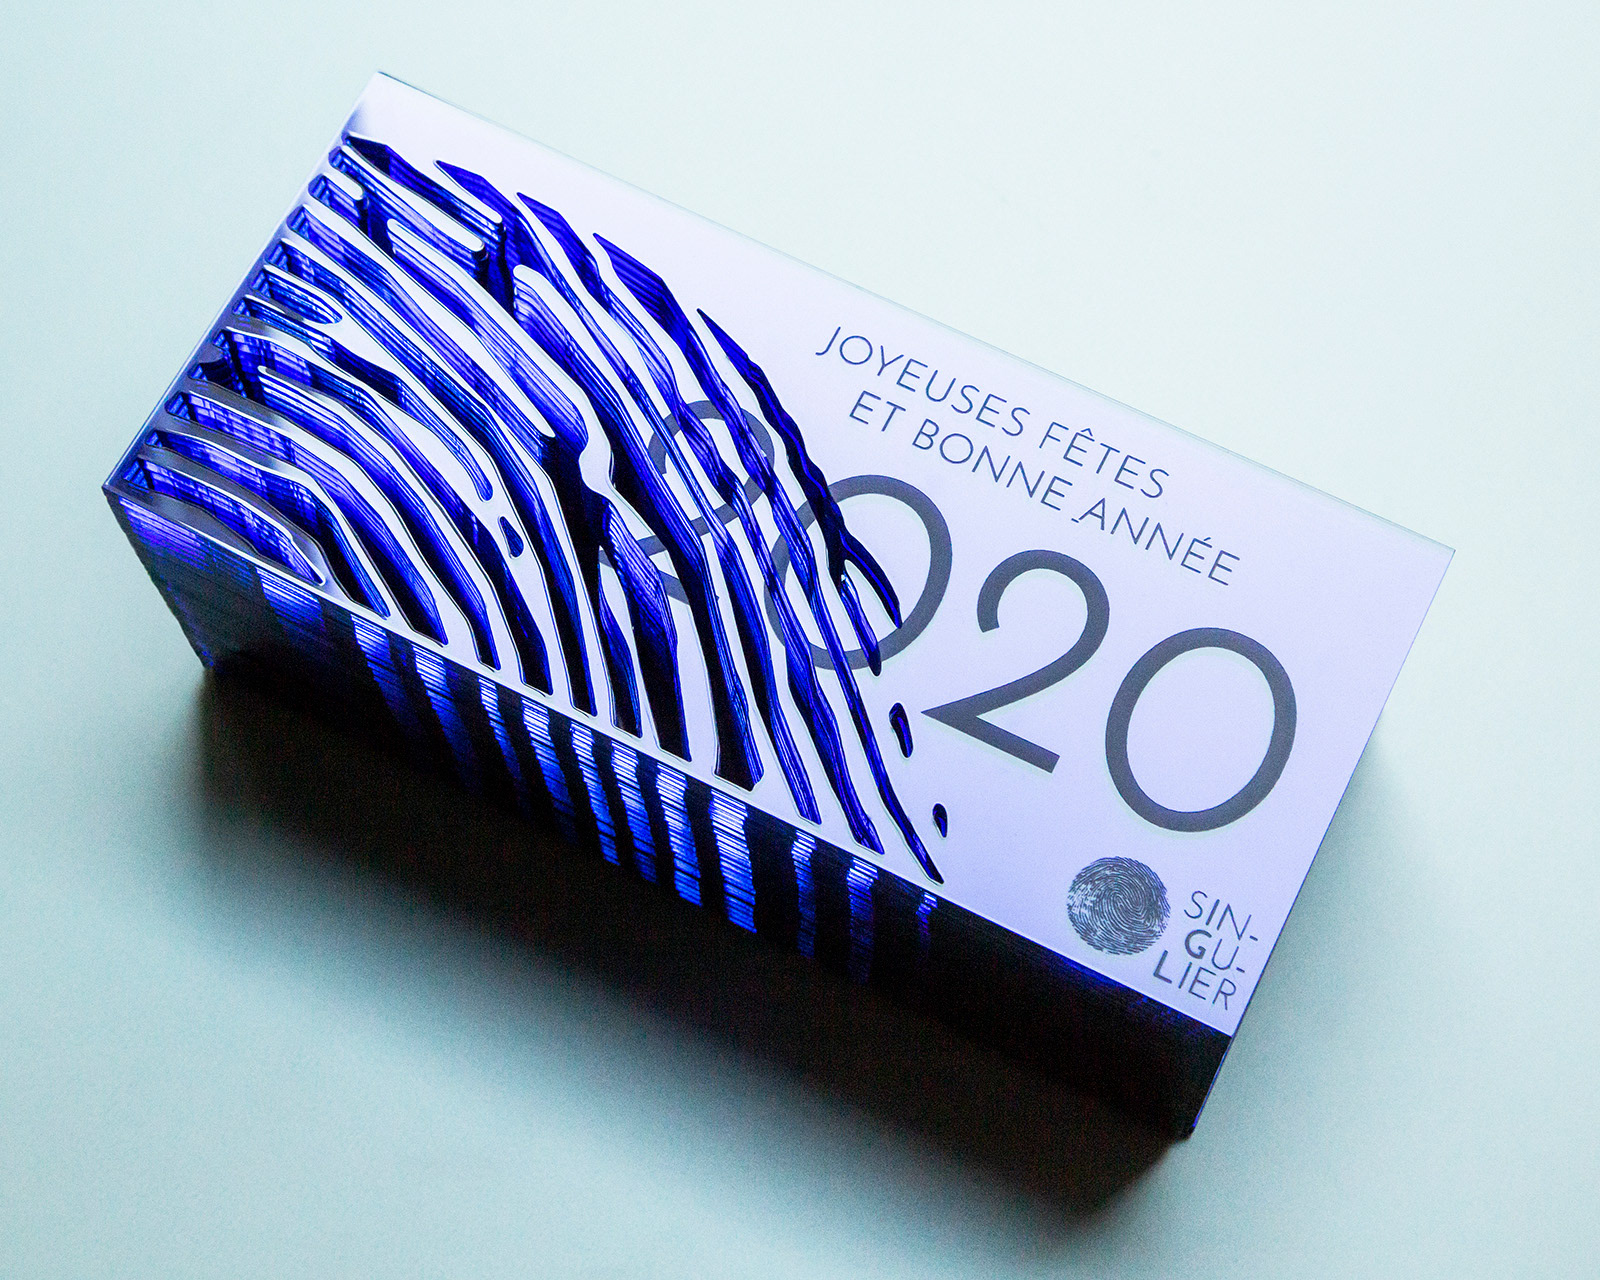 JOYEUSES FÊTES
ET BONNE ANNÉE
2020
SIN-
GU-
LIER